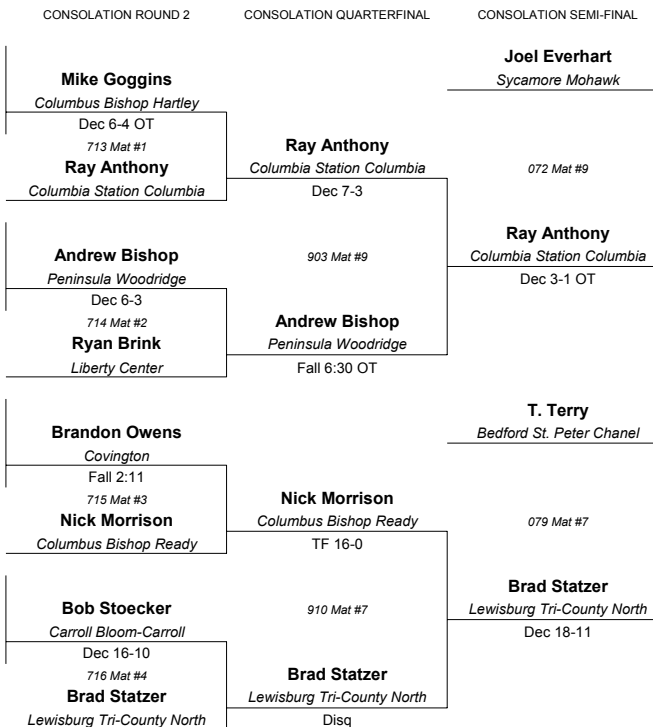 CONSOLATION ROUND 2
CONSOLATION QUARTERFINAL
CONSOLATION SEMI-FINAL
Mike Goggins
Columbus Bishop Hartley
Dec 6-4 OT
713 Mat #1
Ray Anthony
Columbia Station Columbia
Andrew Bishop
Peninsula Woodridge
Dec 6-3
714 Mat #2
Ryan Brink
Liberty Center
Brandon Owens
Covington
Fall 2:11
715 Mat #3
Nick Morrison
Columbus Bishop Ready
Bob Stoecker
Carroll Bloom-Carroll
Dec 16-10
716 Mat #4
Brad Statzer
Lewisburg Tri-County North
Ray Anthony
Columbia Station Columbia
Dec 7-3
903 Mat #9
Andrew Bishop
Peninsula Woodridge
Fall 6:30 OT
Nick Morrison
Columbus Bishop Ready
TF 16-0
910 Mat #7
Brad Statzer
Lewisburg Tri-County North
Disq
Joel Everhart
Sycamore Mohawk
072 Mat #9
Ray Anthony
Columbia Station Columbia
Dec 3-1 OT
T. Terry
Bedford St. Peter Chanel
079 Mat #7
Brad Statzer
Lewisburg Tri-County North
Dec 18-11